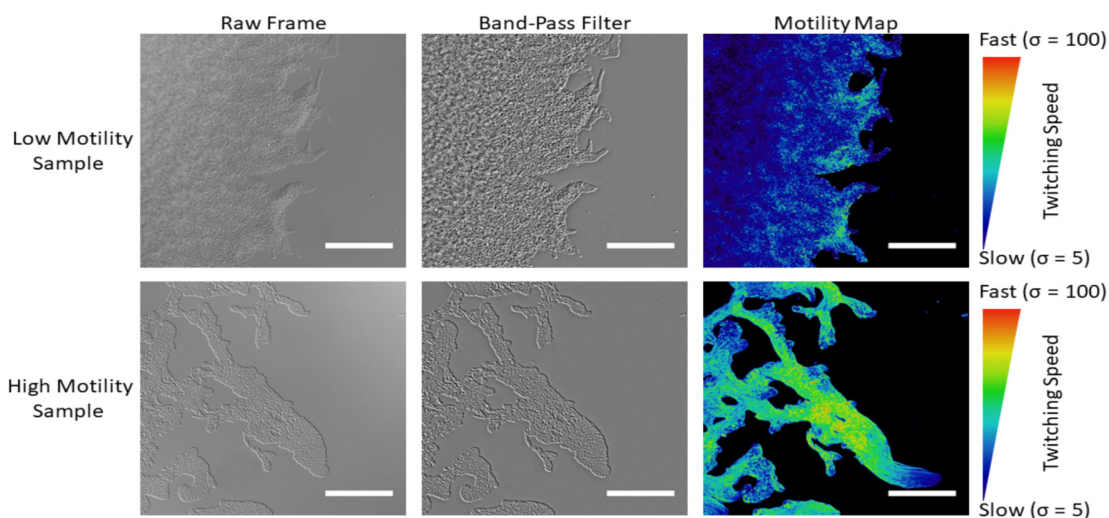 Raw Frame
Band-Pass Filter
Motility Map
Low Motility
Sample
Fast (σ = 100)
Twitching Speed
Slow (σ = 5)
High Motility
Sample
Fast (σ = 100)
Twitching Speed
Slow (σ = 5)